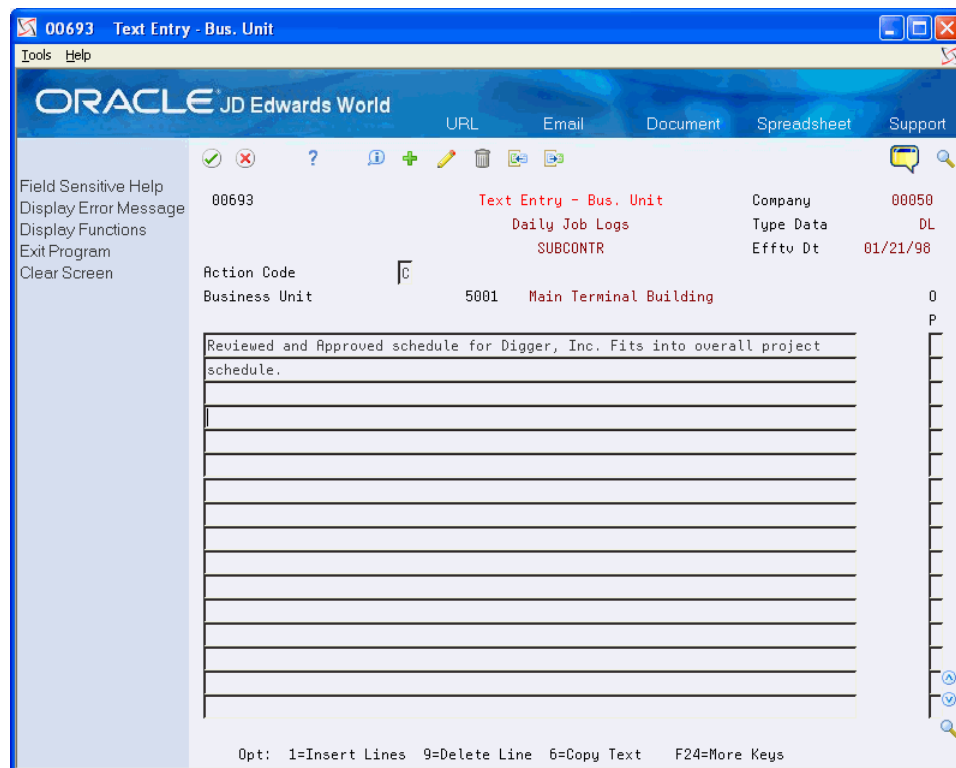 00693 Text Entry - Bus. Unit
Tools Help
ORACLE JD Edwards World
URL Email Document Spreadsheet Support
Field Sensitive Help
Display Error Message
Display Functions
Exit Program
Clear Screen
00693 Text Entry - Bus. Unit Company 00050
Daily Job Logs Type Data DL
SUBCONTR Efftv Dt 01/21/98
Action Code C
Business Unit 5001 Main Terminal Building O
P
Reviewed and Approved schedule for Digger, Inc. Fits into overall project
schedule.
Opt: 1=Insert Lines 9=Delete Line 6=Copy Text F24=More Keys